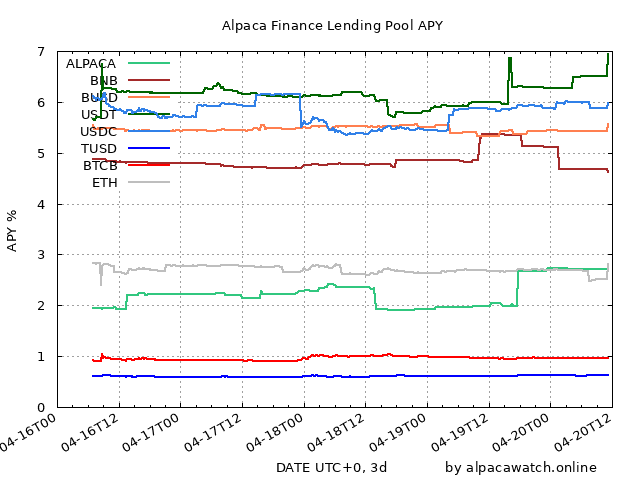 Alpaca Finance Lending Pool APY
7
6
5
4
3
2
1
0
APY %
ALPACA
BNB
BUSD
USDT
USDC
TUSD
BTCB
ETH
04-16T00
04-16T12
04-17T00
04-17T12
04-18T00
04-18T12
04-19T00
04-19T12
04-20T00
04-20T12
DATE UTC+0, 3d
by alpacawatch.online